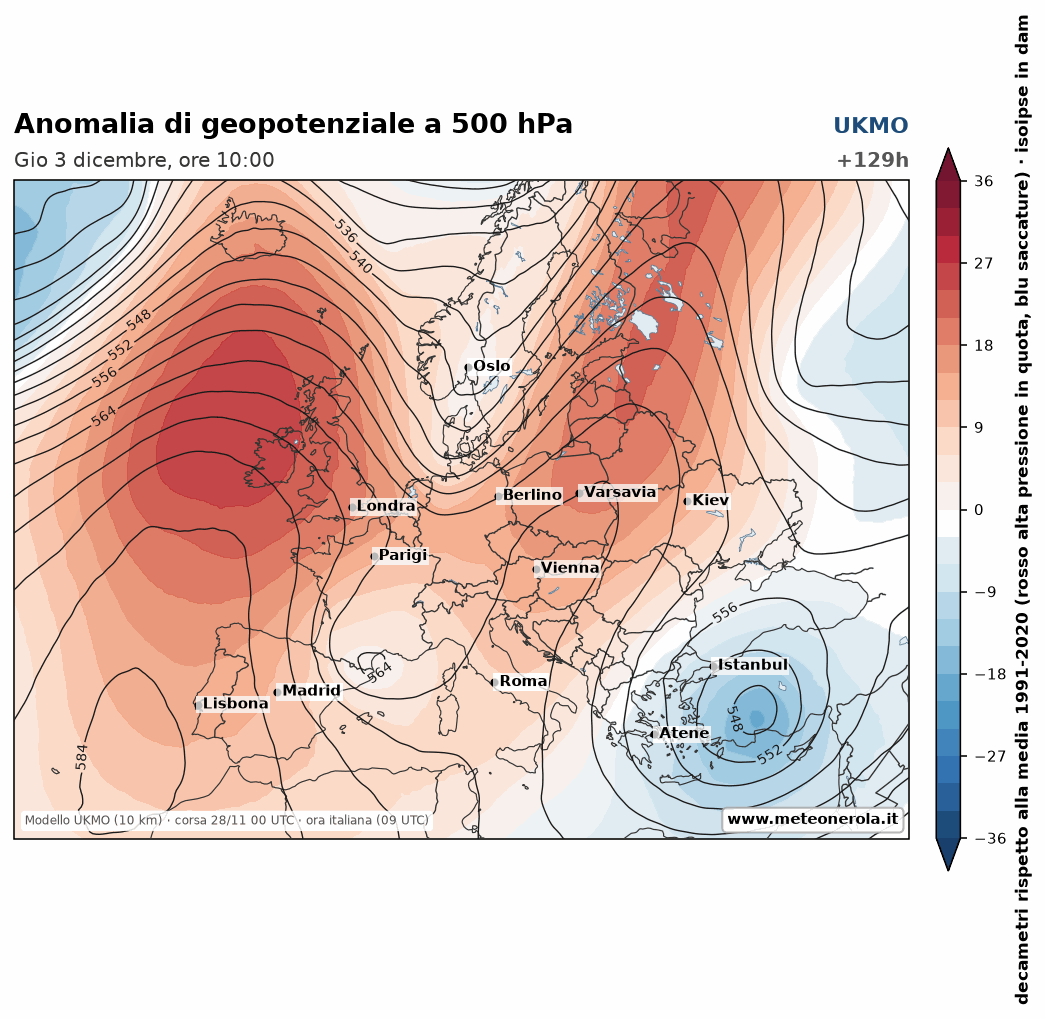 Anomalia di geopotenziale a 500 hPa
UKMO
Gio 3 dicembre, ore 10:00
+129h
536
540
548
552
556
564
Oslo
Berlino
Varsavia
Kiev
Londra
Parigi
Vienna
556
564
Istanbul
Roma
Madrid
Lisbona
548
Atene
552
584
Modello UKMO (10 km) · corsa 28/11 00 UTC · ora italiana (09 UTC)
www.meteonerola.it
36
27
18
9
0
−9
−18
−27
−36
decametri rispetto alla media 1991-2020 (rosso alta pressione in quota, blu saccature) · isoipse in dam